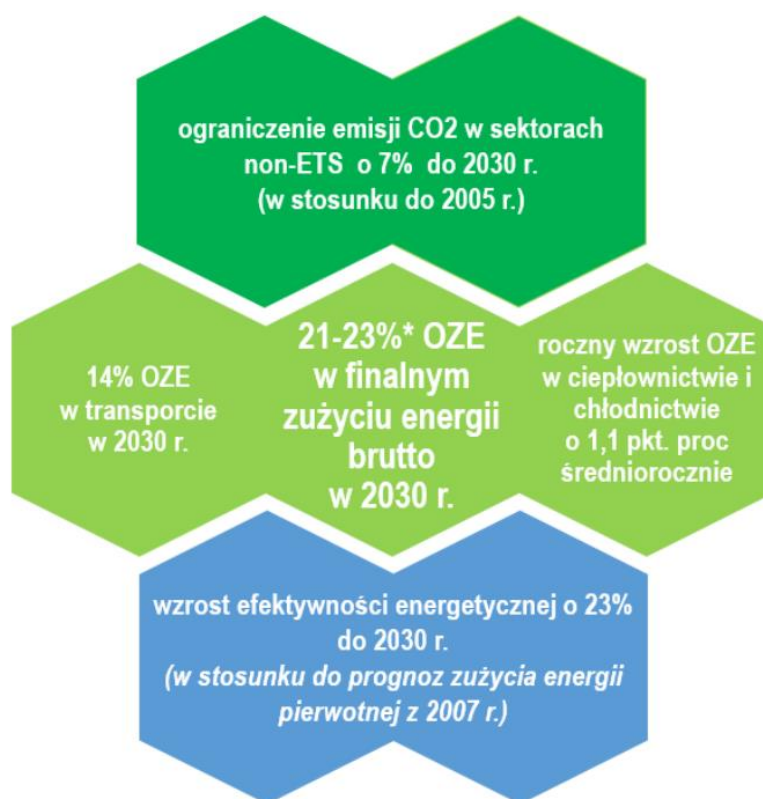 ograniczenie emisji CO2 w sektorach
non-ETS o 7% do 2030 r.
(w stosunku do 2005 r.)
14% OZE
w transporcie
w 2030 r.
21-23%* OZE
w finalnym
zużyciu energii
brutto
w 2030 r.
roczny wzrost OZE
w ciepłownictwie i
chłodnictwie
o 1,1 pkt. proc
średniorocznie
wzrost efektywności energetycznej o 23%
do 2030 r.
(w stosunku do prognoz zużycia energii
pierwotnej z 2007 r.)